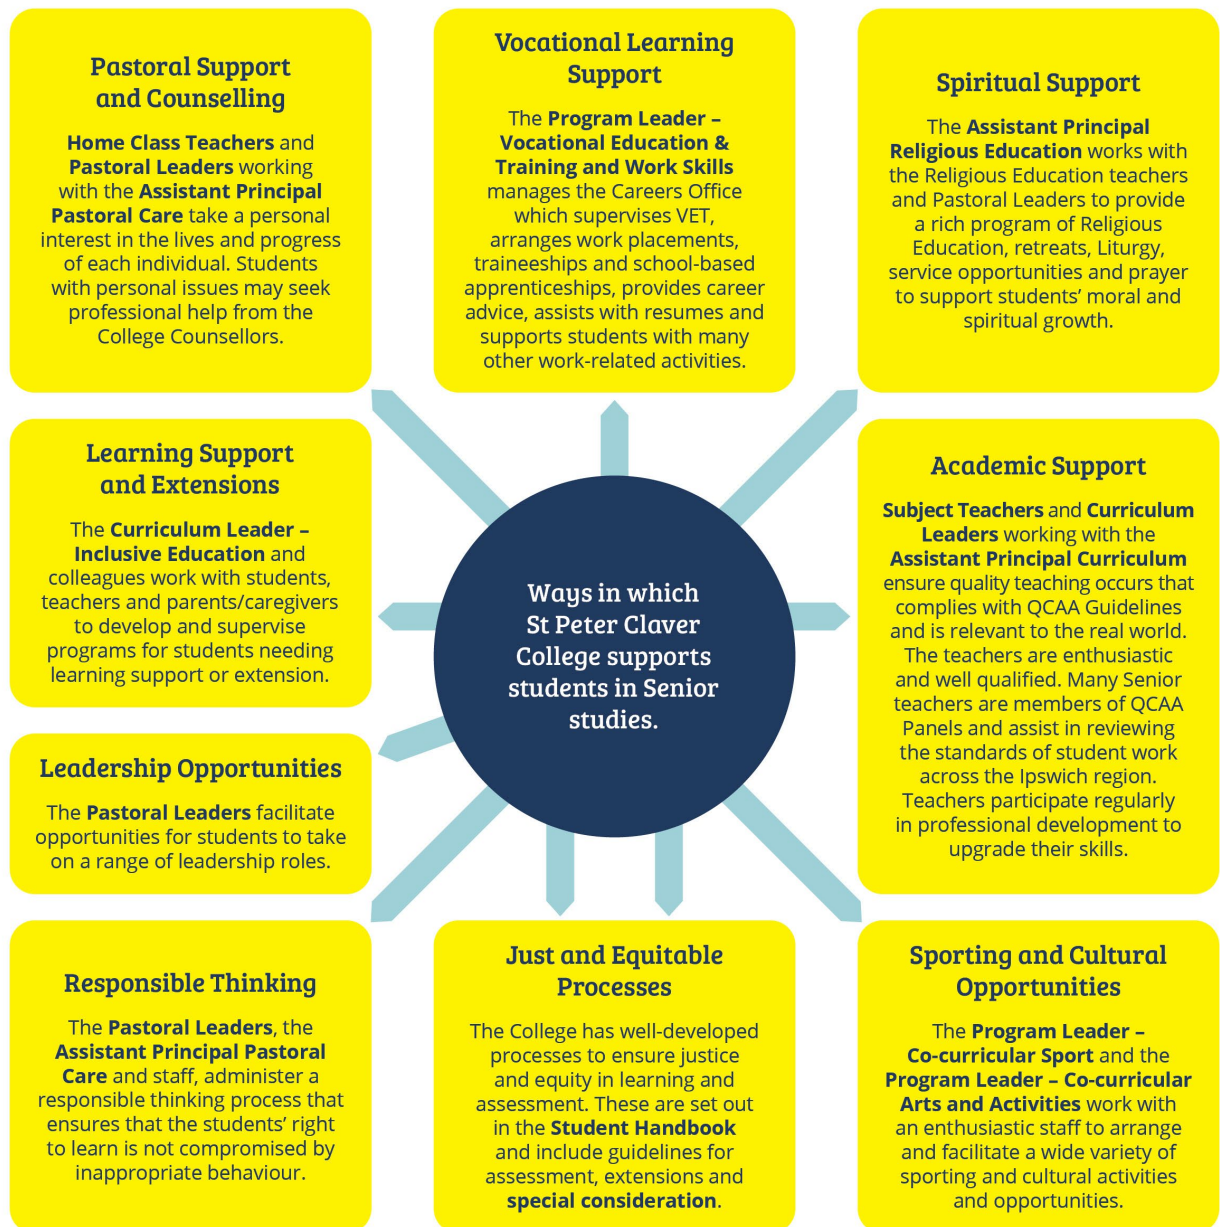 Pastoral Support
and Counselling
Home Class Teachers and
Pastoral Leaders working
with the Assistant Principal
Pastoral Care take a personal
interest in the lives and progress
of each individual. Students
with personal issues may seek
professional help from the
College Counsellors.
Vocational Learning
Support
The Program Leader –
Vocational Education &
Training and Work Skills
manages the Careers Office
which supervises VET,
arranges work placements,
traineeships and school-based
apprenticeships, provides career
advice, assists with resumes and
supports students with many
other work-related activities.
Spiritual Support
The Assistant Principal
Religious Education works with
the Religious Education teachers
and Pastoral Leaders to provide
a rich program of Religious
Education, retreats, Liturgy,
service opportunities and prayer
to support students’ moral and
spiritual growth.
Learning Support
and Extensions
The Curriculum Leader –
Inclusive Education and
colleagues work with students,
teachers and parents/caregivers
to develop and supervise
programs for students needing
learning support or extension.
Ways in which
St Peter Claver
College supports
students in Senior
studies.
Academic Support
Subject Teachers and Curriculum
Leaders working with the
Assistant Principal Curriculum
ensure quality teaching occurs that
complies with QCAA Guidelines
and is relevant to the real world.
The teachers are enthusiastic
and well qualified. Many Senior
teachers are members of QCAA
Panels and assist in reviewing
the standards of student work
across the Ipswich region.
Teachers participate regularly
in professional development to
upgrade their skills.
Leadership Opportunities
The Pastoral Leaders facilitate
opportunities for students to take
on a range of leadership roles.
Responsible Thinking
The Pastoral Leaders, the
Assistant Principal Pastoral
Care and staff, administer a
responsible thinking process that
ensures that the students’ right
to learn is not compromised by
inappropriate behaviour.
Just and Equitable
Processes
The College has well-developed
processes to ensure justice
and equity in learning and
assessment. These are set out
in the Student Handbook
and include guidelines for
assessment, extensions and
special consideration.
Sporting and Cultural
Opportunities
The Program Leader –
Co-curricular Sport and the
Program Leader – Co-curricular
Arts and Activities work with
an enthusiastic staff to arrange
and facilitate a wide variety of
sporting and cultural activities
and opportunities.